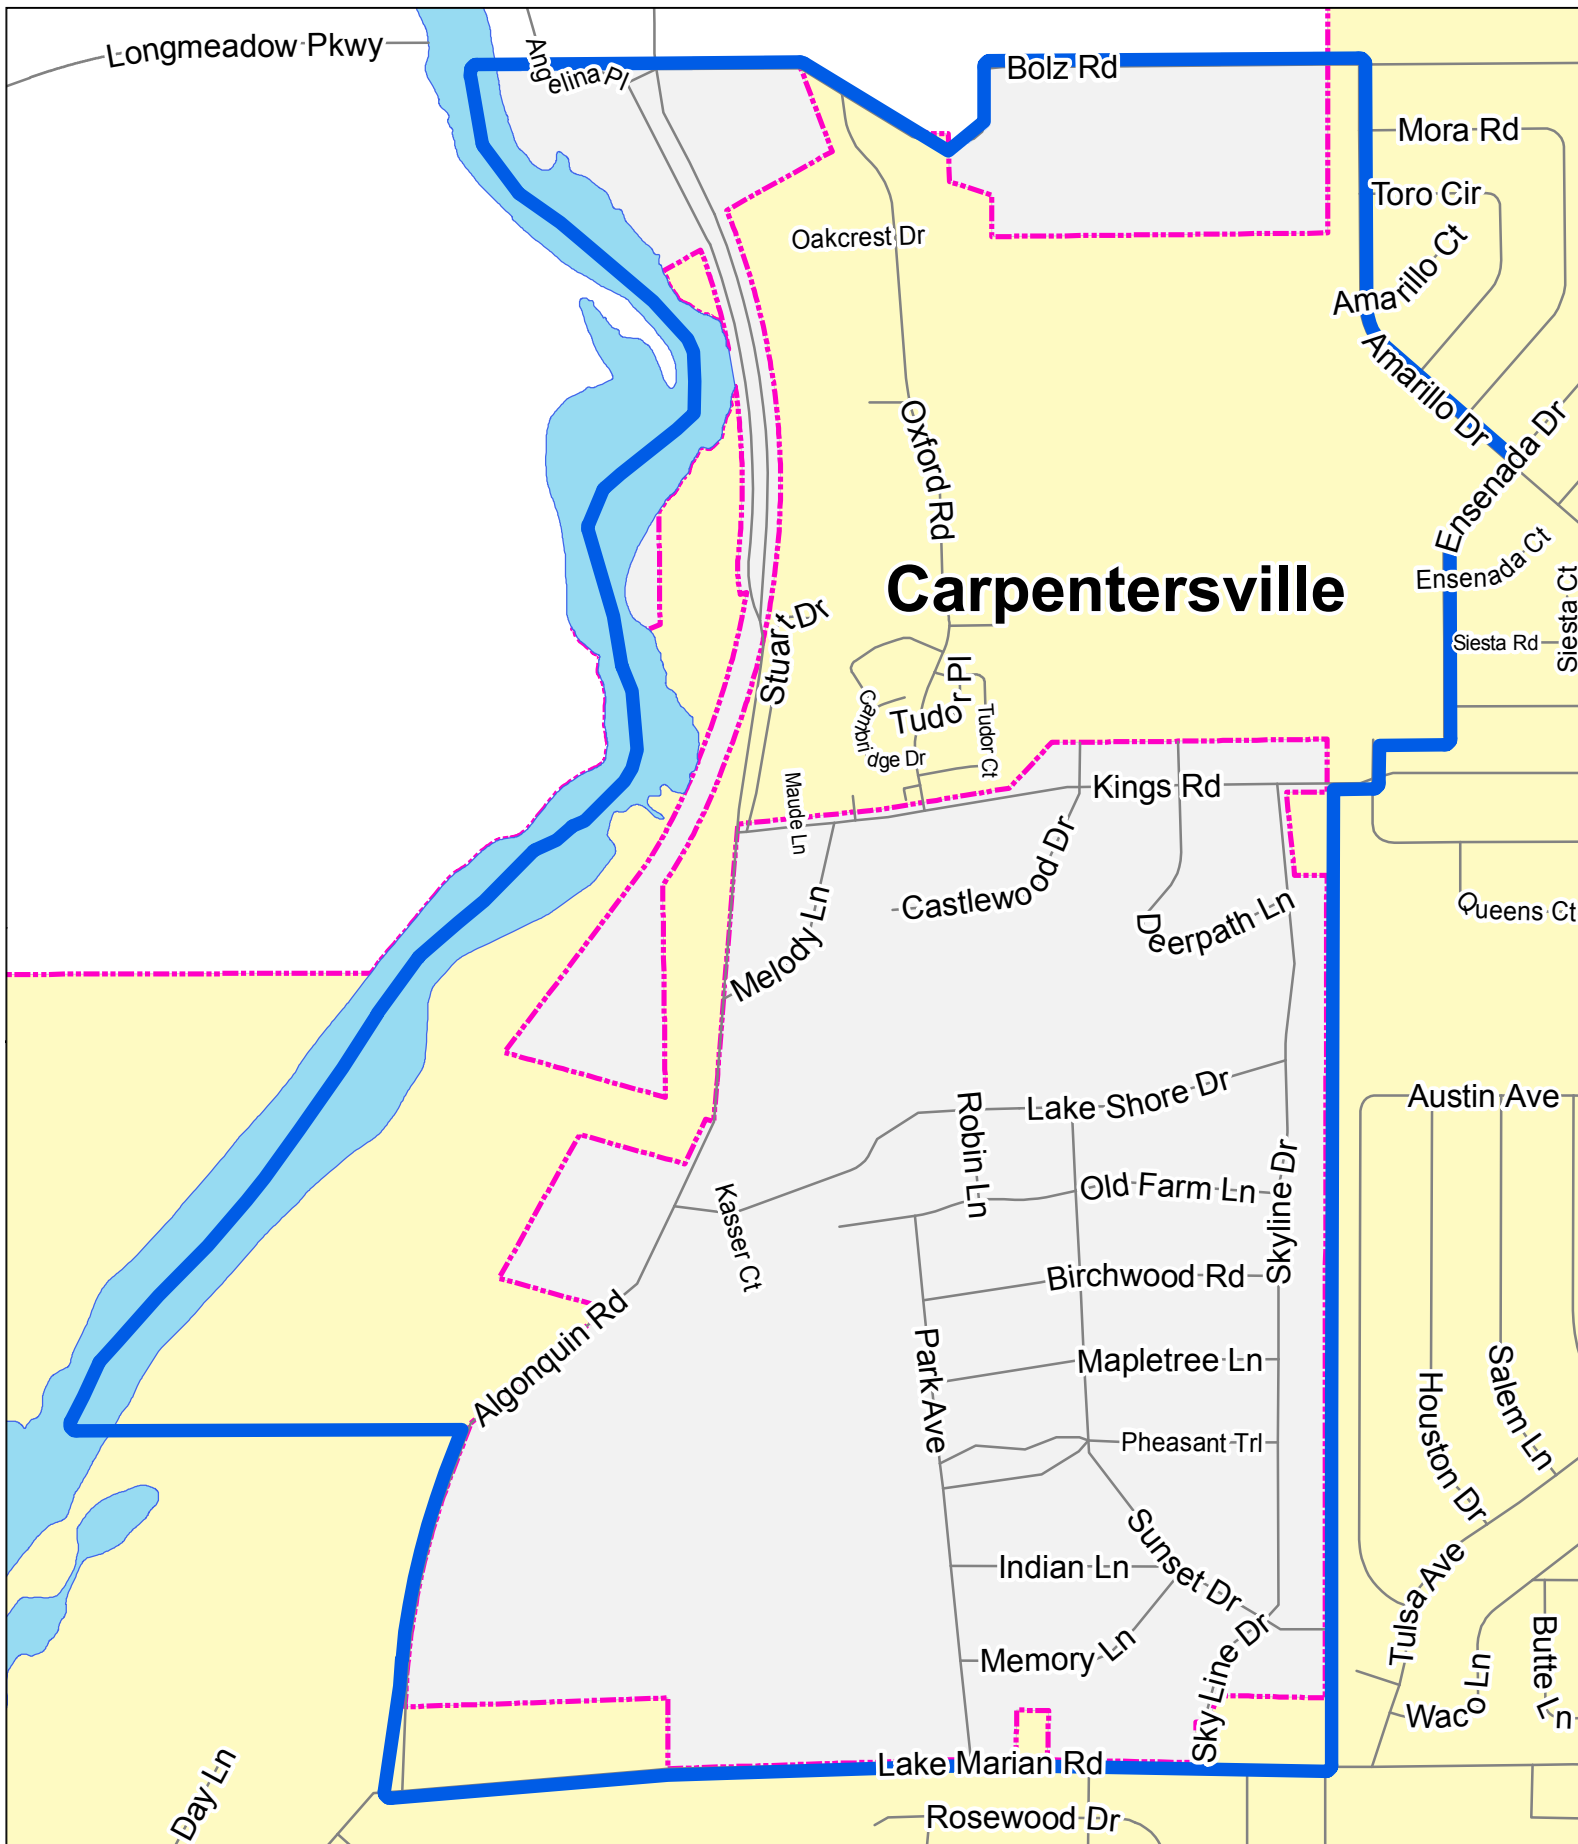 Longmeadow Pkwy
Angelina Pl
Bolz Rd
Mora Rd
Toro Cir
Amarillo Ct
Oakcrest Dr
Amarillo Dr
Ensenada Dr
Oxford Rd
Ensenada Ct
Carpentersville
Siesta Ct
Siesta Rd
Stuart Dr
Tudor Pl
Cambridge Dr
Tudor Ct
Maude Ln
Kings Rd
Castlewood Dr
Melody Ln
Deerpath Ln
Queens Ct
Lake Shore Dr
Austin Ave
Robin Ln
Old Farm Ln
Skyline Dr
Kasser Ct
Birchwood Rd
Algonquin Rd
Park Ave
Mapletree Ln
Houston Dr
Salem Ln
Pheasant Trl
Sunset Dr
Indian Ln
Tulsa Ave
Memory Ln
Sky Line Dr
Waco Ln
Butte Ln
Lake Marian Rd
Day Ln
Rosewood Dr